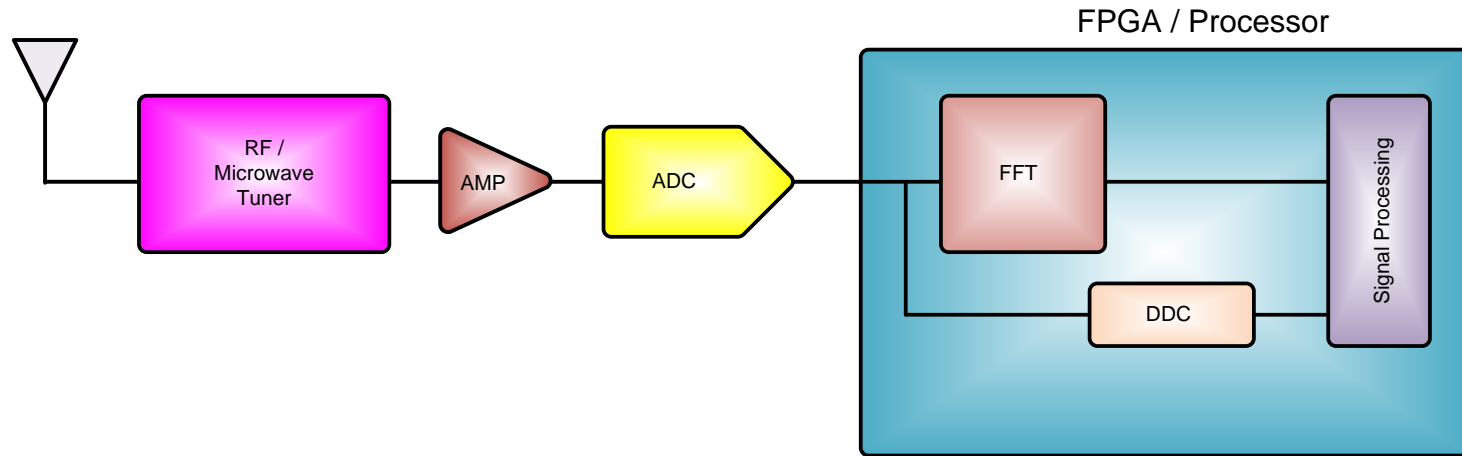 FPGA / Processor
RF /
Microwave
Tuner
AMP
ADC
FFT
DDC
Signal Processing